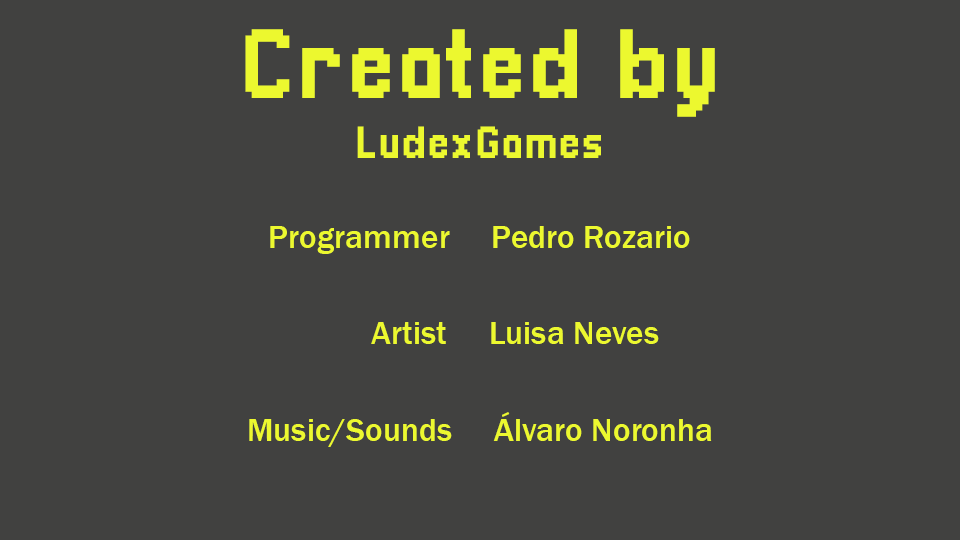 Created by
LudexGames
Programmer Pedro Rozario
Artist Luisa Neves
Music/Sounds Álvaro Noronha